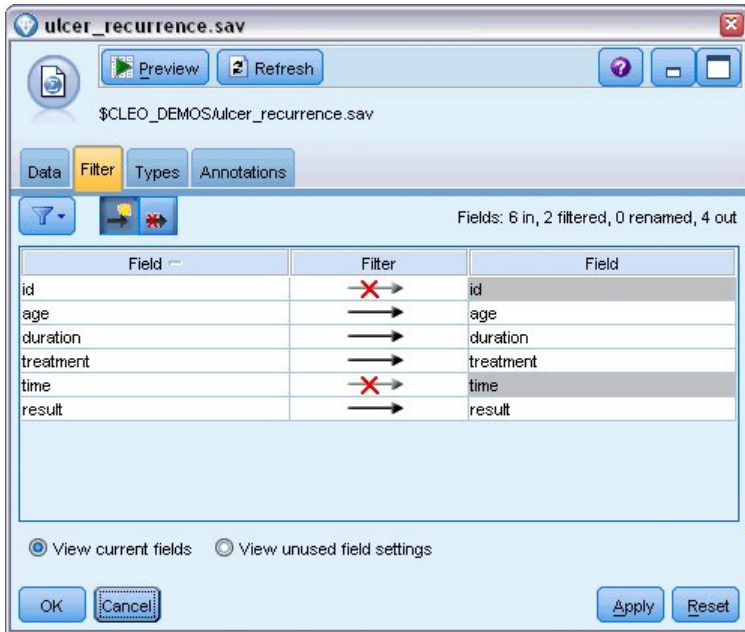 ulcer_recurrence.sav
Preview Refresh
$CLEO_DEMOS/ulcer_recurrence.sav
Data Filter Types Annotations
Fields: 6 in, 2 filtered, 0 renamed, 4 out
Field Filter Field
id id
age age
duration duration
treatment treatment
time time
result result
View current fields View unused field settings
OK Cancel Apply Reset